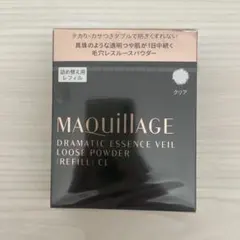 テカリ・カサつきをダブルで防ぎくずれない
真珠のような透明つや肌が1日中続く
毛穴レスルースパウダー
詰め替え用
レフィル
クリア
MAQuillAGE
DRAMATIC ESSENCE VEIL
LOOSE POWDER
(REFILL) CL